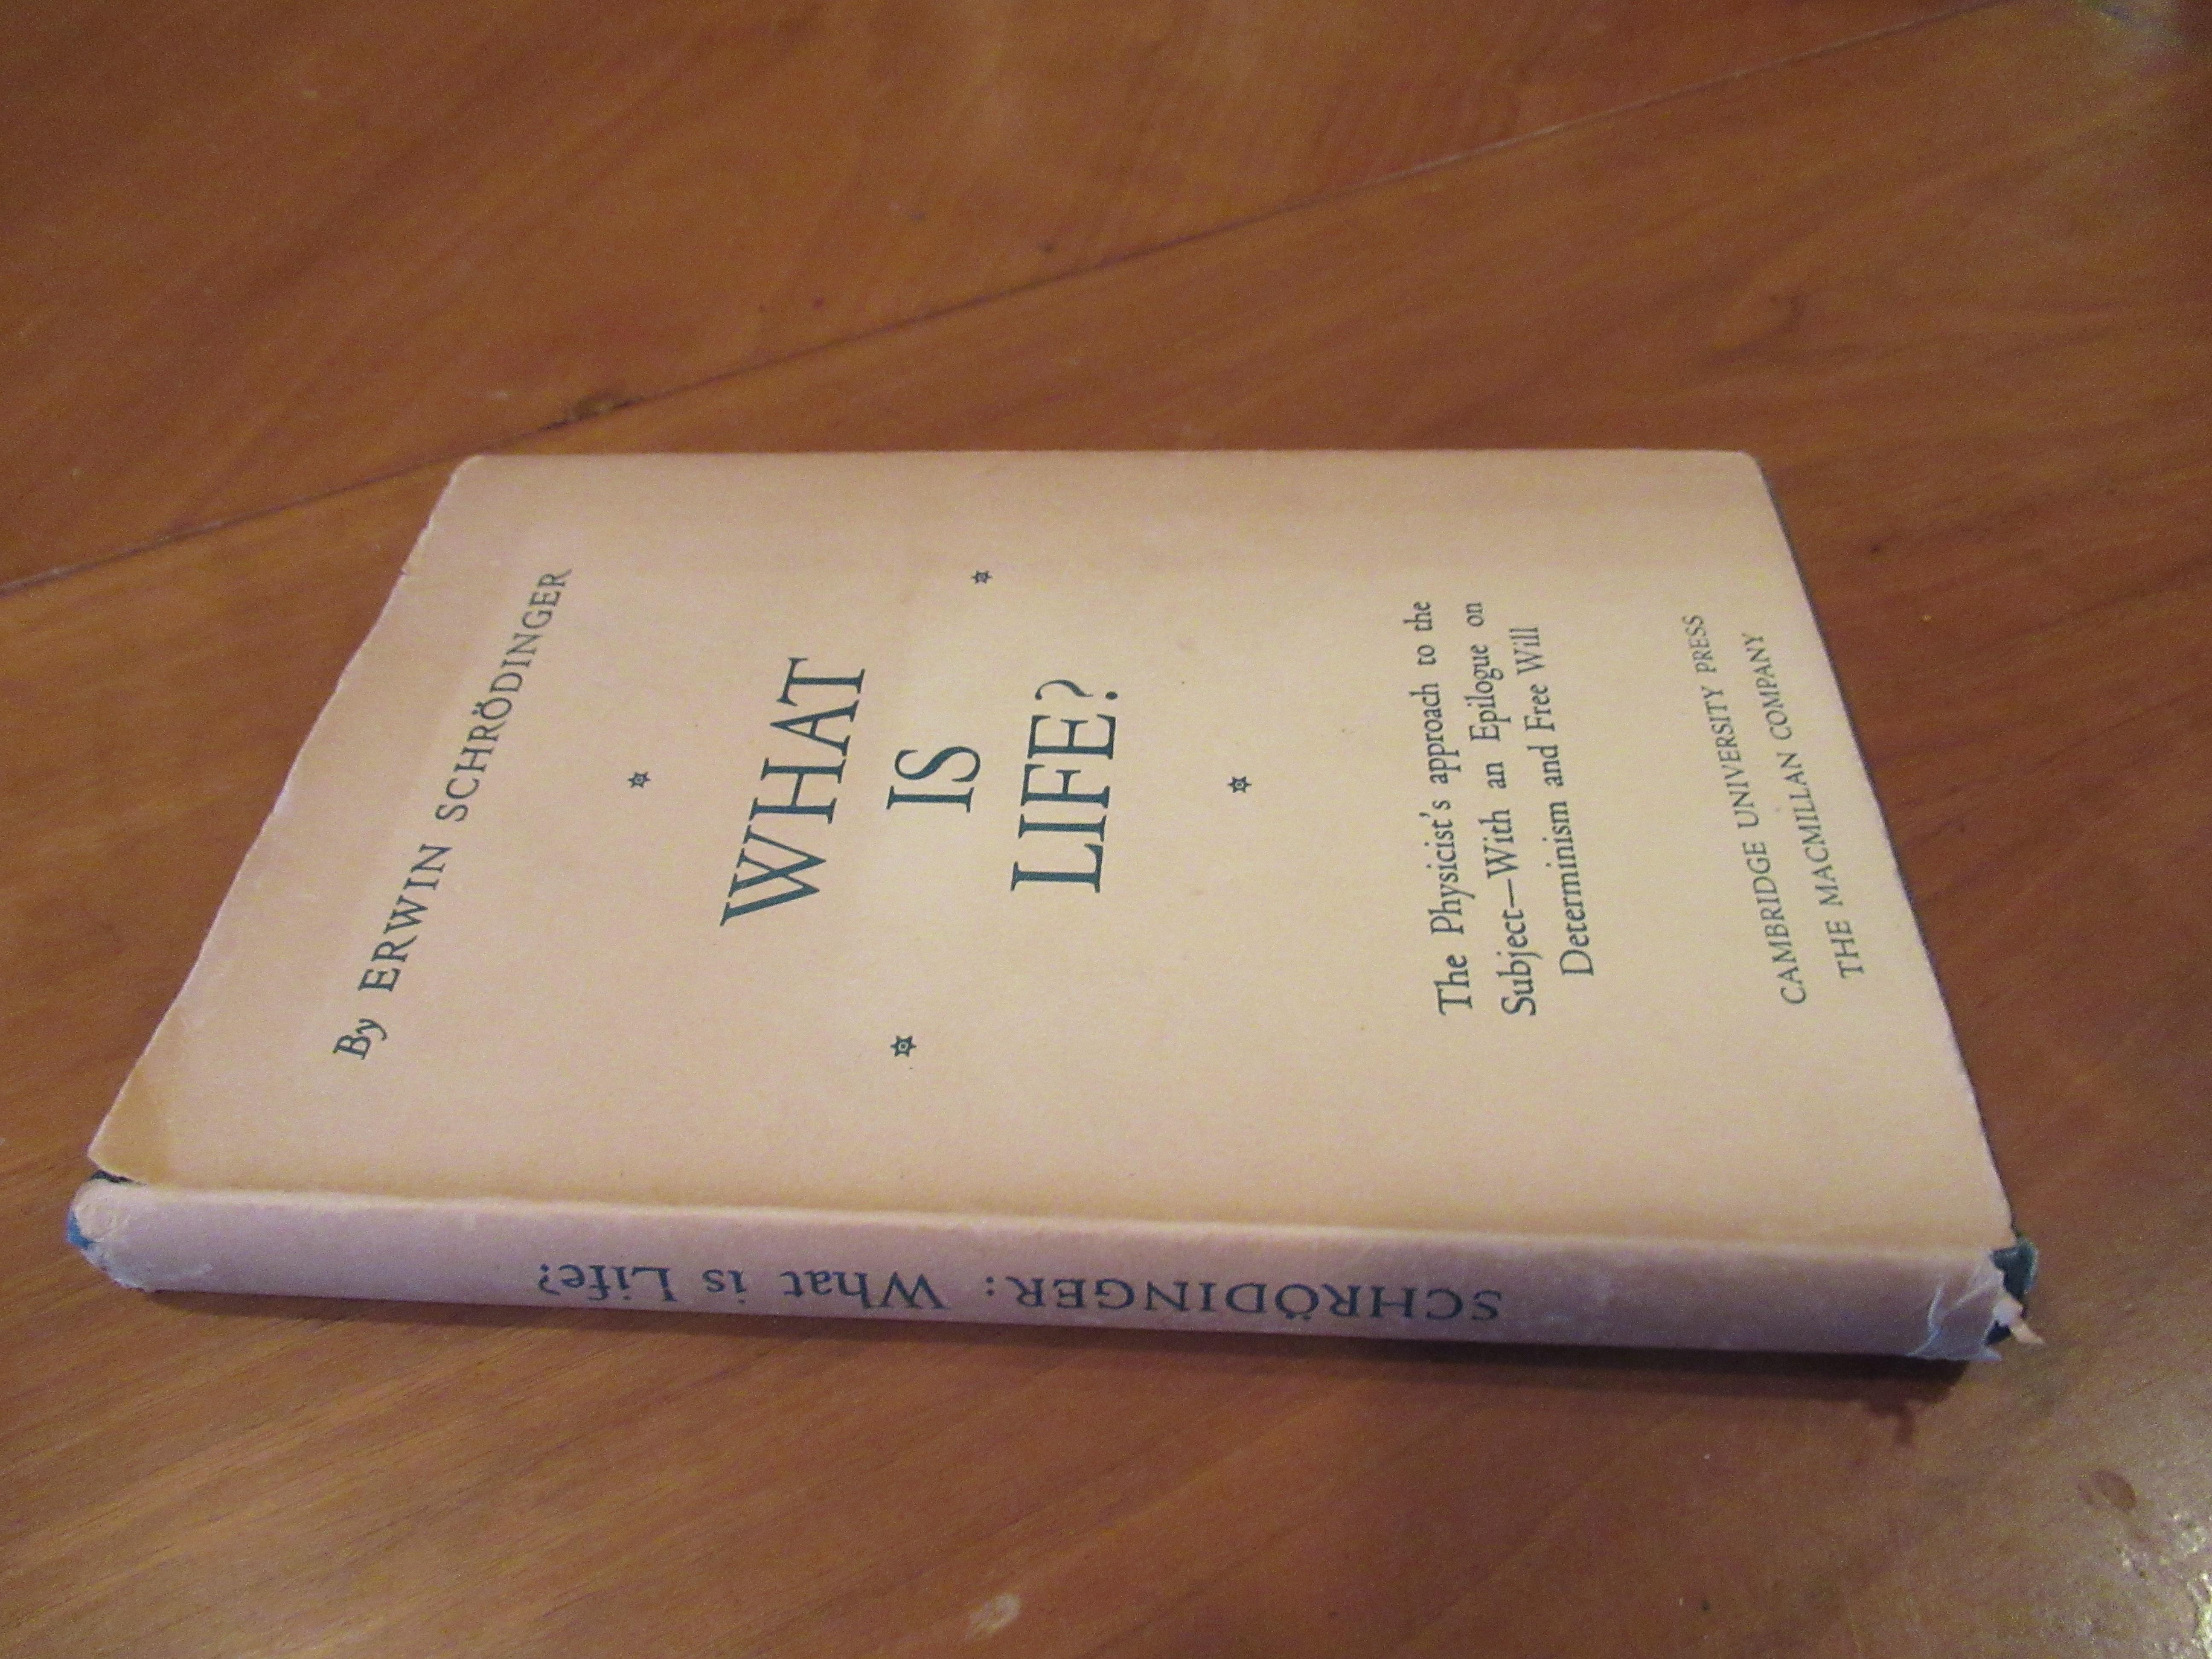 By ERWIN SCHRÖDINGER
WHAT
IS
LIFE?
The Physicist's approach to the
Subject—With an Epilogue on
Determinism and Free Will
CAMBRIDGE UNIVERSITY PRESS
THE MACMILLAN COMPANY
SCHRÖDINGER: What is Life?